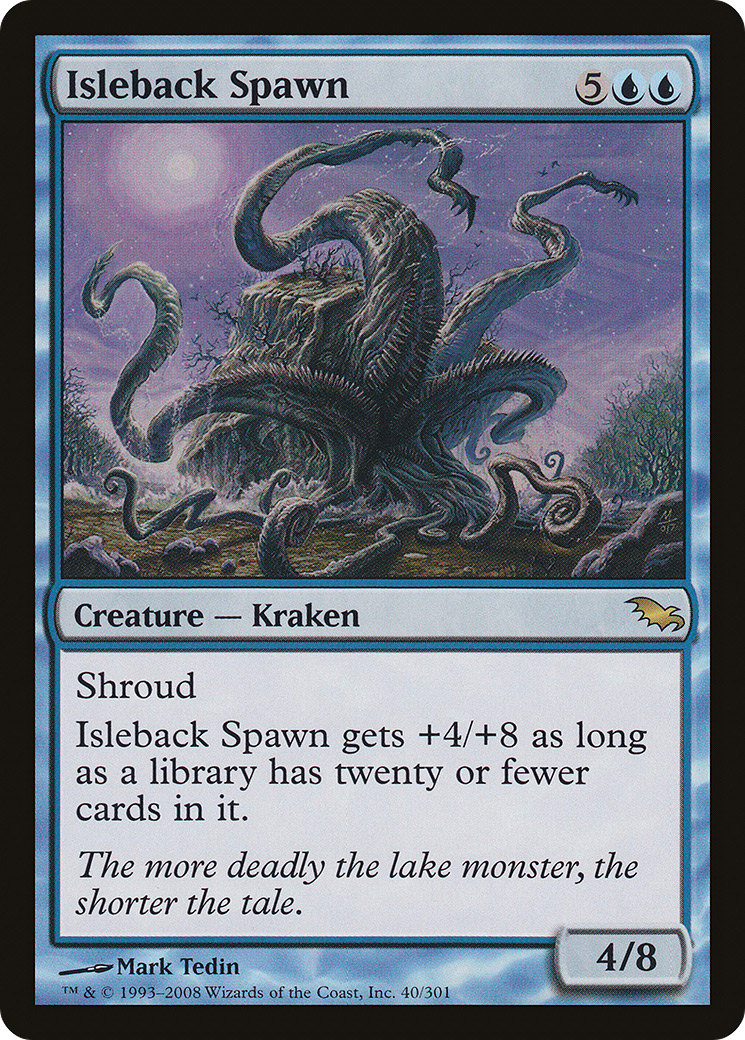 Isleback Spawn 5
Creature — Kraken
Shroud
Isleback Spawn gets +4/+8 as long
as a library has twenty or fewer
cards in it.
The more deadly the lake monster, the
shorter the tale.
4/8
Mark Tedin
™ & © 1993–2008 Wizards of the Coast, Inc. 40/301